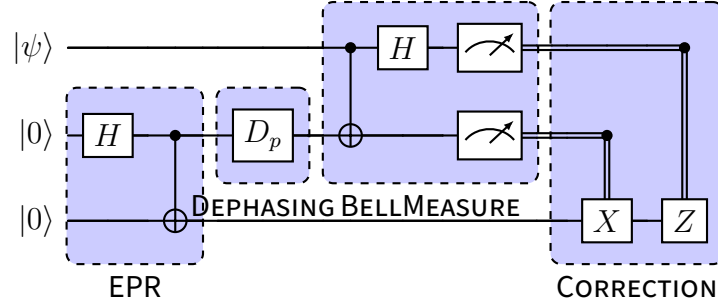 |ψ⟩ H
|0⟩ H D_p
|0⟩ X Z
DEPHASING BELLMEASURE
EPR CORRECTION